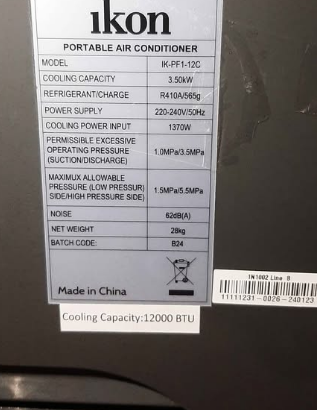 ikon
PORTABLE AIR CONDITIONER
MODEL IK-PF1-12C
COOLING CAPACITY 3.50kW
REFRIGERANT/CHARGE R410A/565g
POWER SUPPLY 220-240V/50Hz
COOLING POWER INPUT 1370W
PERMISSIBLE EXCESSIVE
OPERATING PRESSURE 1.0MPa/3.5MPa
(SUCTION/DISCHARGE)
MAXIMUX ALLOWABLE
PRESSURE (LOW PRESSUR) 1.5MPa/5.5MPa
SIDE/HIGH PRESSURE SIDE)
NOISE 62dB(A)
NET WEIGHT 28kg
BATCH CODE: B24
Made in China
Cooling Capacity:12000 BTU
IN1002 Line 8
11111231-0026-240123